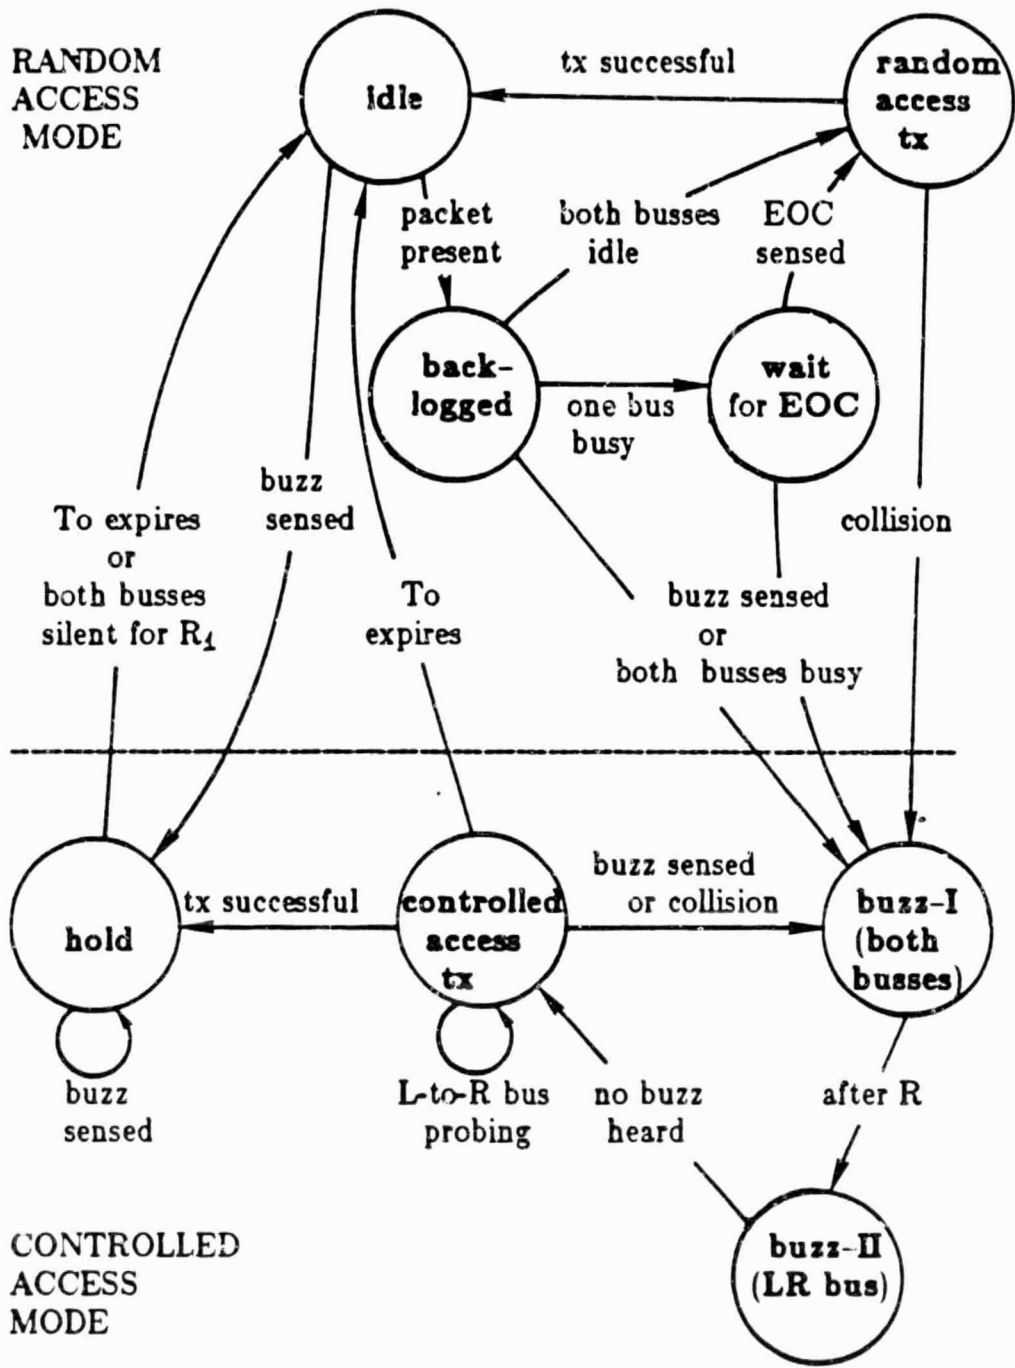 RANDOM
ACCESS
MODE
idle
tx successful
random
access
tx
packet
present
both busses
idle
EOC
sensed
back-
logged
one bus
busy
wait
for EOC
buzz
sensed
To expires
or
both busses
silent for R1
To
expires
buzz sensed
or
both busses busy
collision
hold
tx successful
controlled
access
tx
buzz sensed
or collision
buzz-I
(both
busses)
buzz
sensed
L-to-R bus
probing
no buzz
heard
after R
buzz-II
(LR bus)
CONTROLLED
ACCESS
MODE